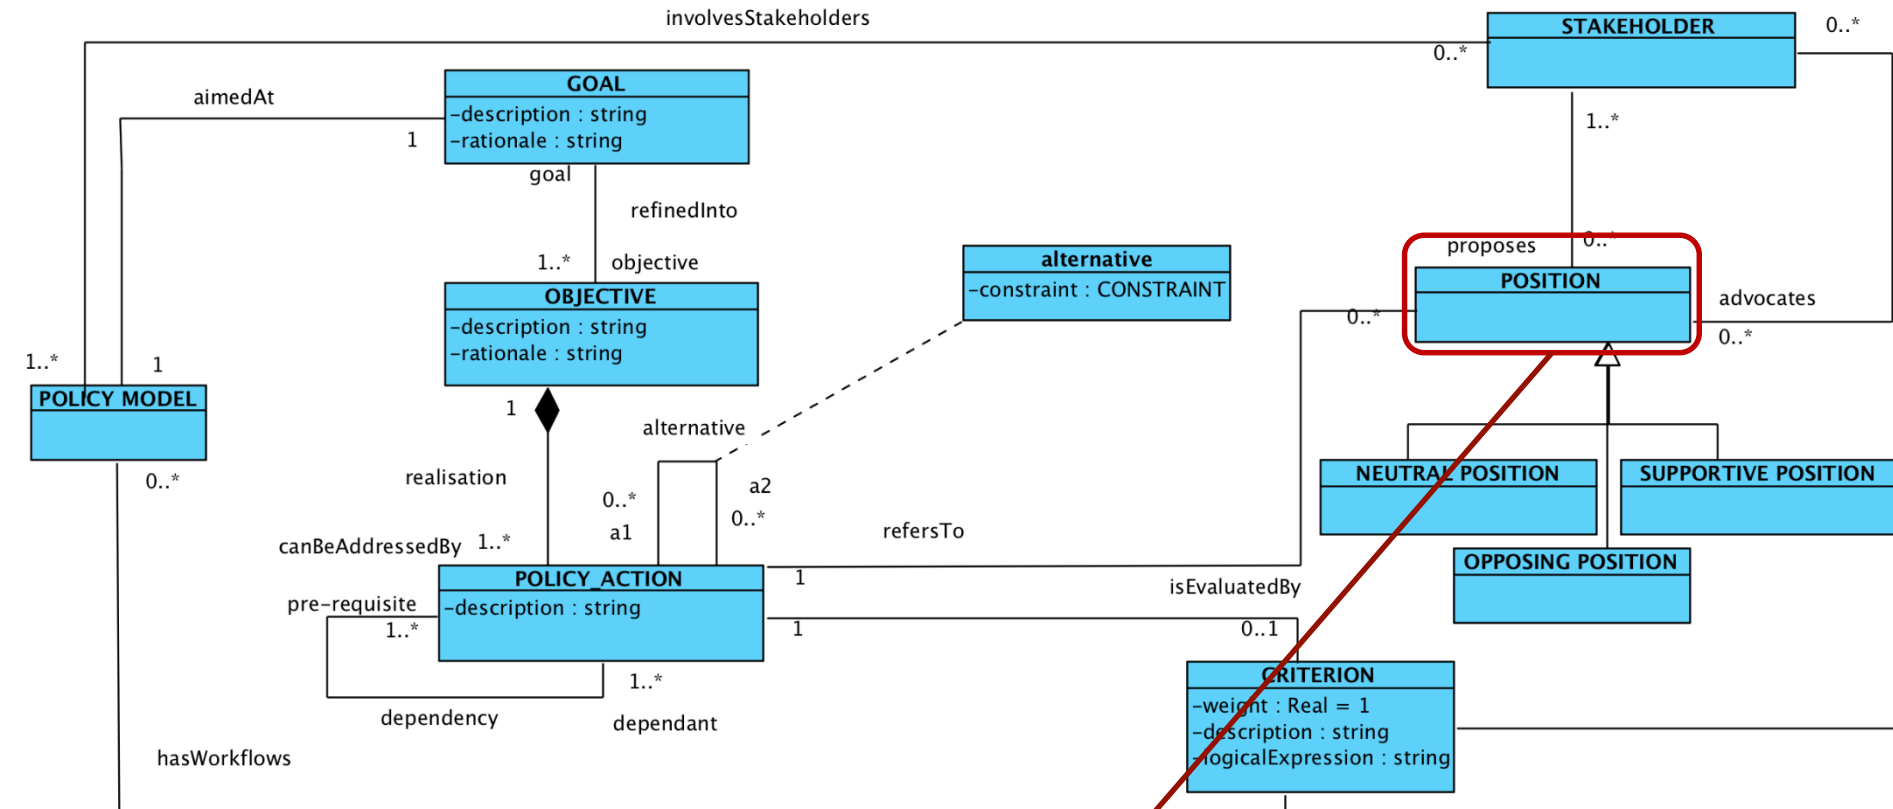 involvesStakeholders
STAKEHOLDER
0..*
0..*
aimedAt
GOAL
-description : string
-rationale : string
1
goal
1..*
refinedInto
1..*
objective
proposes
0..*
alternative
-constraint : CONSTRAINT
POSITION
OBJECTIVE
-description : string
-rationale : string
advocates
0..*
0..*
1..*
1
POLICY MODEL
1
alternative
0..*
realisation
NEUTRAL POSITION
SUPPORTIVE POSITION
a2
0..*
0..*
a1
refersTo
canBeAddressedBy
1..*
OPPOSING POSITION
POLICY_ACTION
-description : string
1
isEvaluatedBy
pre-requisite
1..*
1
0..1
CRITERION
-weight : Real = 1
-description : string
-logicalExpression : string
1..*
dependency
dependant
hasWorkflows